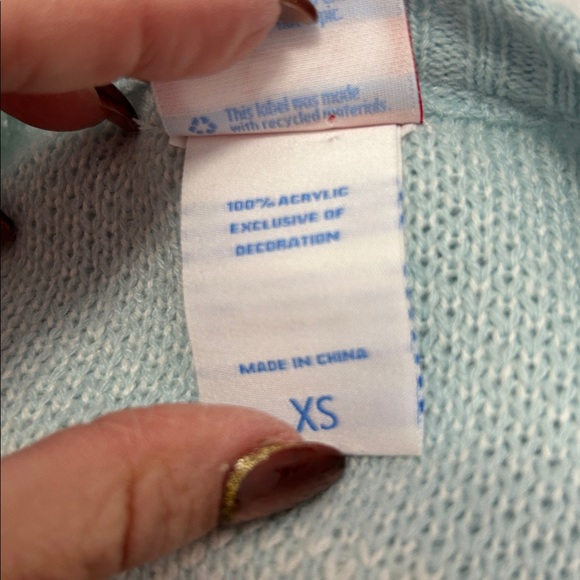 This label was made
with recycled materials.
100% ACRYLIC
EXCLUSIVE OF
DECORATION
MADE IN CHINA
XS